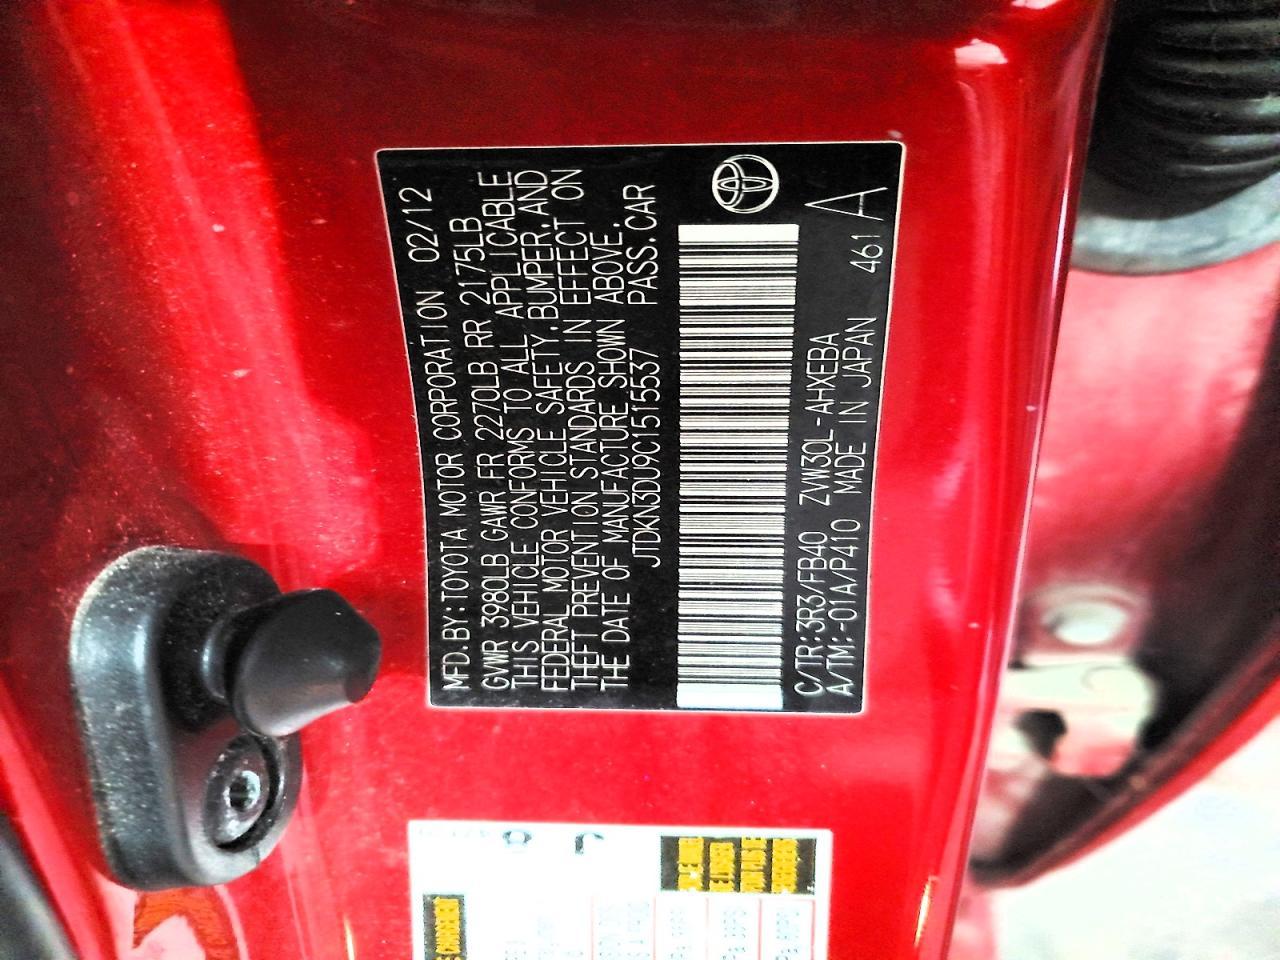 MFD.BY:TOYOTA MOTOR CORPORATION 02/12
GVWR 3980LB GAWR FR 2270LB RR 2175LB
THIS VEHICLE CONFORMS TO ALL APPLICABLE
FEDERAL MOTOR VEHICLE SAFETY,BUMPER,AND
THEFT PREVENTION STANDARDS IN EFFECT ON
THE DATE OF MANUFACTURE SHOWN ABOVE.
JTDKN3DU9C1515537 PASS.CAR
C/TR:3R3/FB40 ZVW30L-AHXEBA
A/TM:-01A/P410 MADE IN JAPAN 461 A